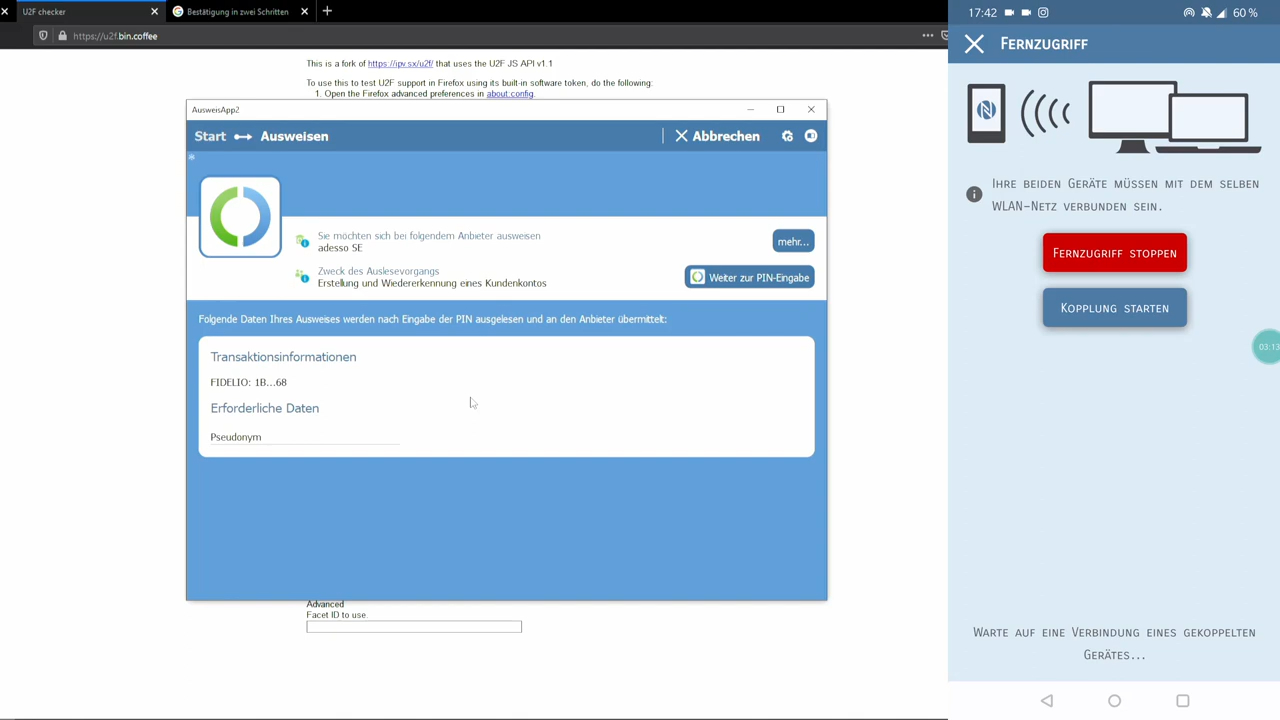 U2F checker
Bestätigung in zwei Schritten
https://u2f.bin.coffee
This is a fork of https://ipv.sx/u2f/ that uses the U2F JS API v1.1
To use this to test U2F support in Firefox using its built-in software token, do the following:
1. Open the Firefox advanced preferences in about:config.
AusweisApp2
Start Ausweisen
Abbrechen
Sie möchten sich bei folgendem Anbieter ausweisen
adesso SE
mehr...
Zweck des Auslesevorgangs
Erstellung und Wiedererkennung eines Kundenkontos
Weiter zur PIN-Eingabe
Folgende Daten Ihres Ausweises werden nach Eingabe der PIN ausgelesen und an den Anbieter übermittelt:
Transaktionsinformationen
FIDELIO: 1B...68
Erforderliche Daten
Pseudonym
Advanced
Facet ID to use
17:42
60 %
Fernzugriff
Ihre beiden Geräte müssen mit dem selben
WLAN-Netz verbunden sein.
Fernzugriff stoppen
Kopplung starten
03:13
Warte auf eine Verbindung eines gekoppelten
Gerätes...